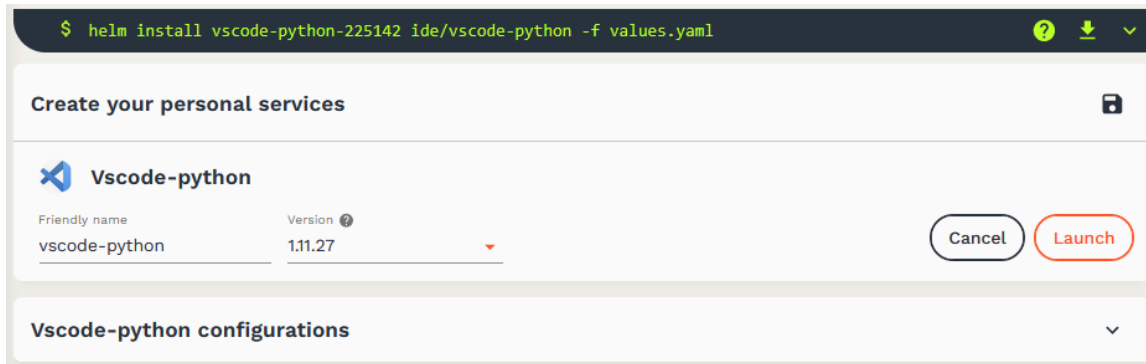 $ helm install vscode-python-225142 ide/vscode-python -f values.yaml
Create your personal services
Vscode-python
Friendly name
Version
vscode-python
1.11.27
Cancel
Launch
Vscode-python configurations